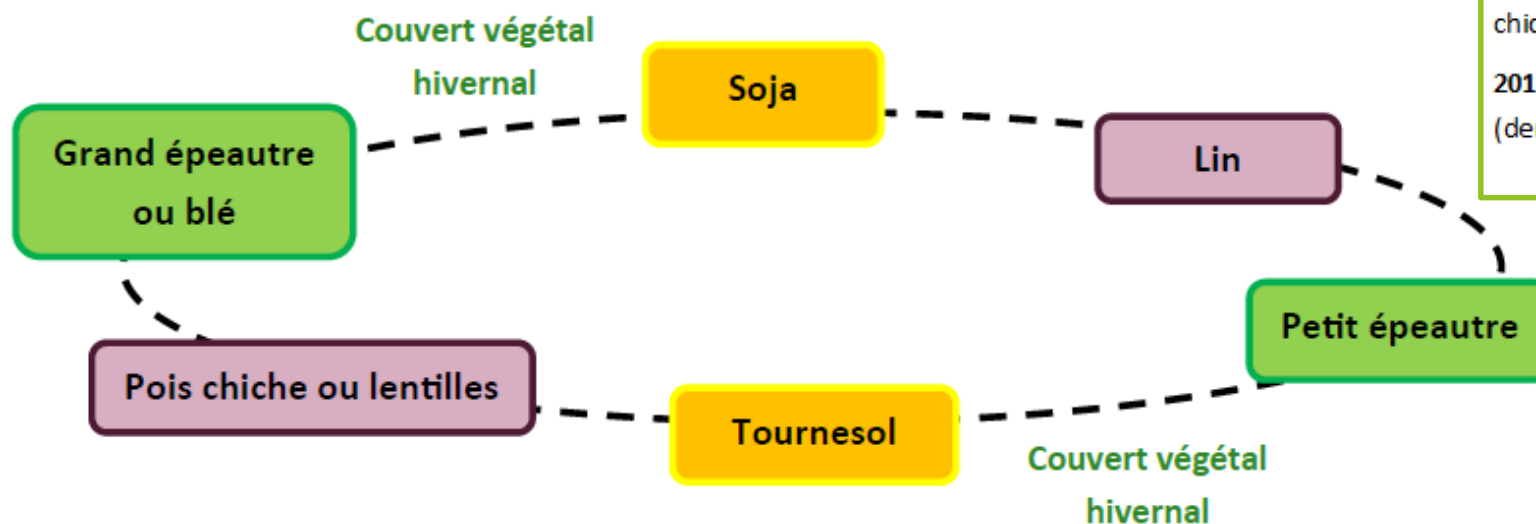 Couvert végétal
hivernal
Soja
Lin
Grand épeautre
ou blé
Petit épeautre
Pois chiche ou lentilles
Tournesol
Couvert végétal
hivernal